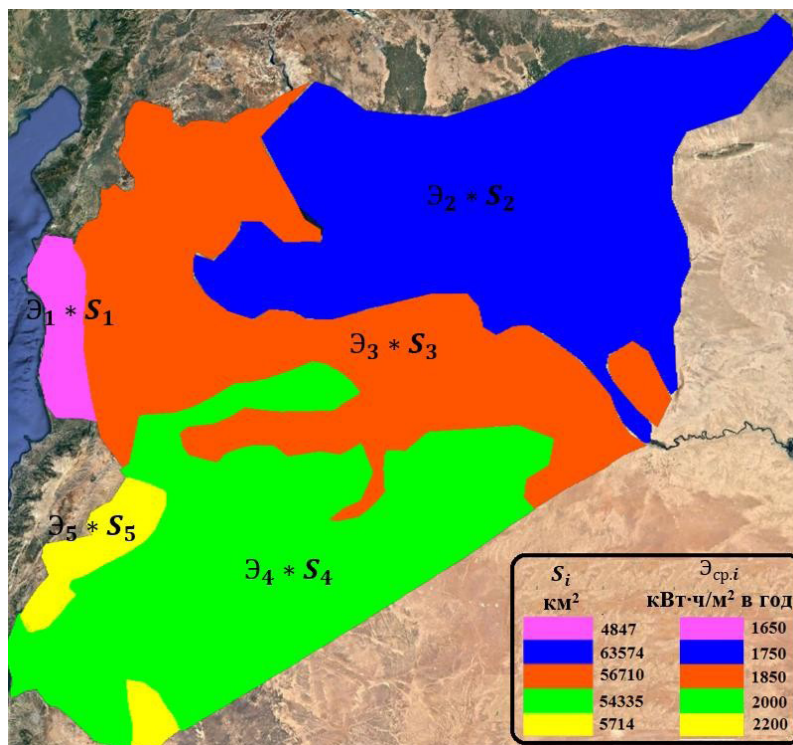 Э₂ * S₂
Э₁ * S₁
Э₃ * S₃
Э₅ * S₅
Э₄ * S₄
Sᵢ Эср.i
км² кВт·ч/м² в год
4847 1650
63574 1750
56710 1850
54335 2000
5714 2200